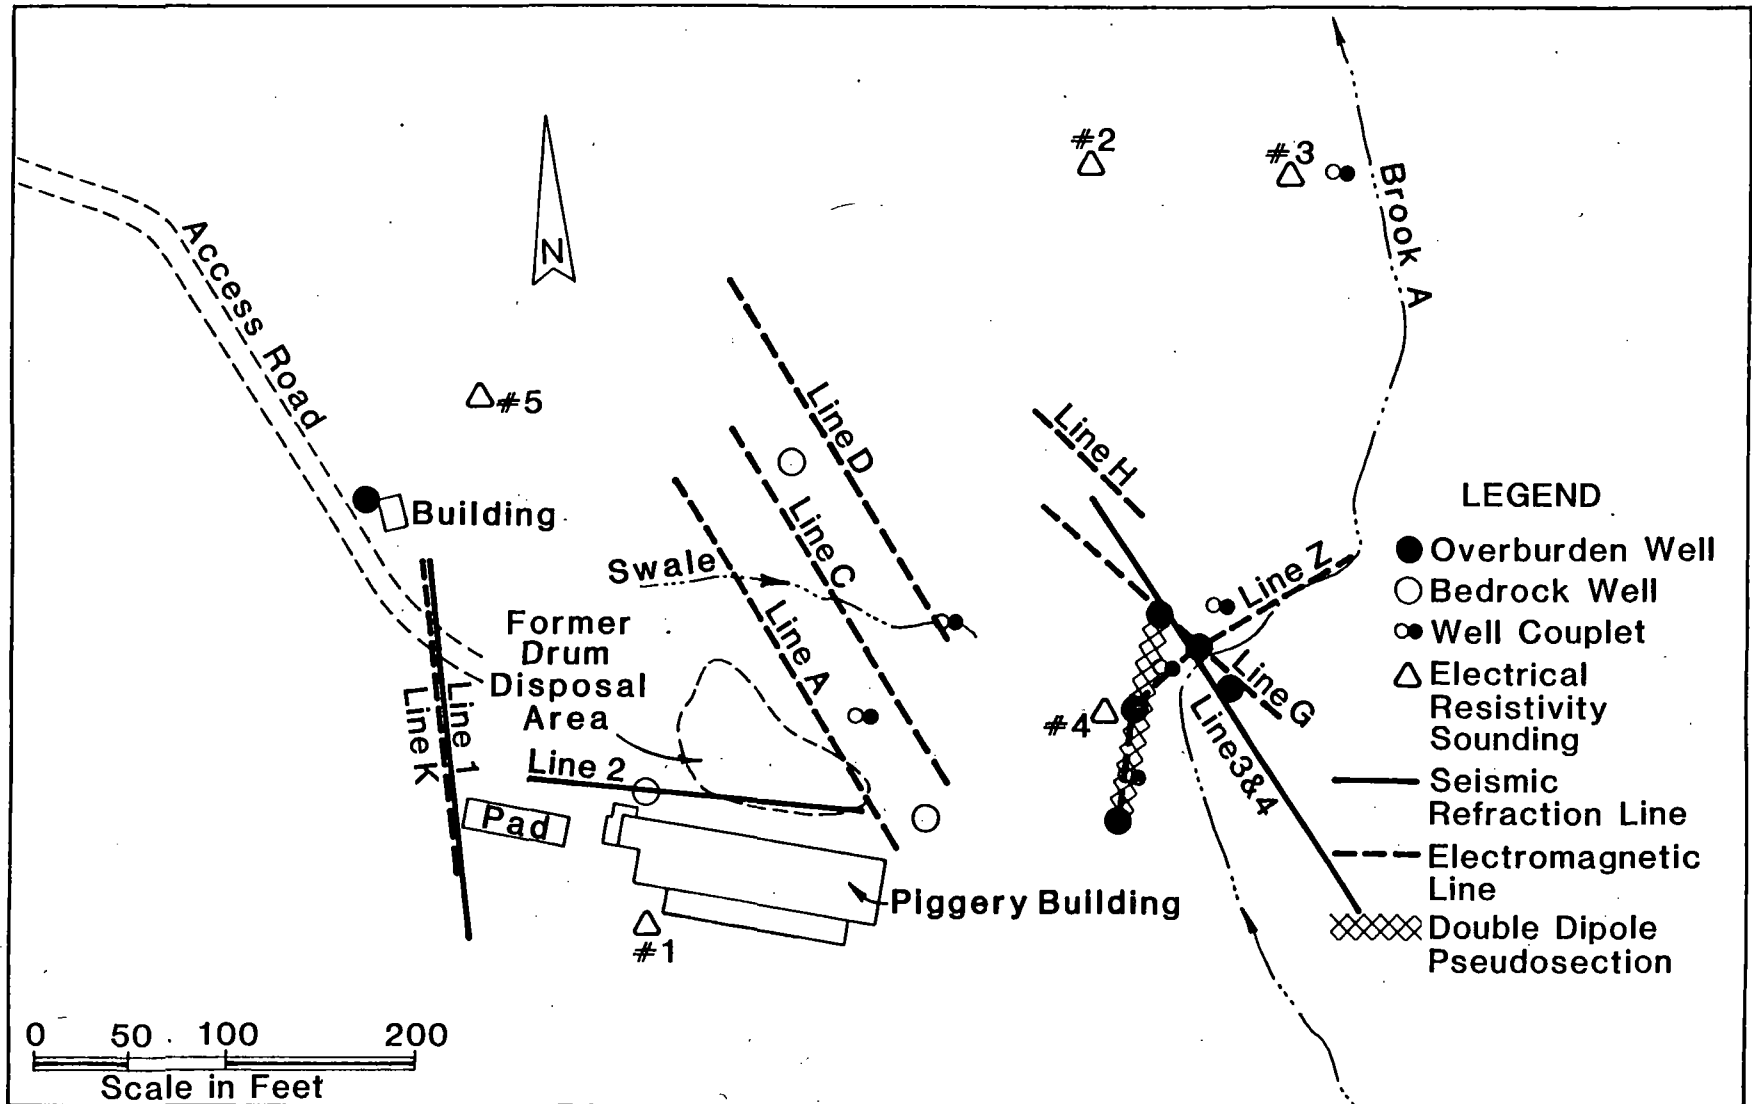 #2
#3
Brook A
N
Access Road
#5
Line D
Line H
Building
Line C
Swale
Line Z
Former
Drum
Disposal
Area
Line A
Line K
Line 1
Line 2
#4
Line G
Line 3&4
Pad
Piggery Building
#1
LEGEND
Overburden Well
Bedrock Well
Well Couplet
Electrical
Resistivity
Sounding
Seismic
Refraction Line
Electromagnetic
Line
Double Dipole
Pseudosection
0 50 100 200
Scale in Feet